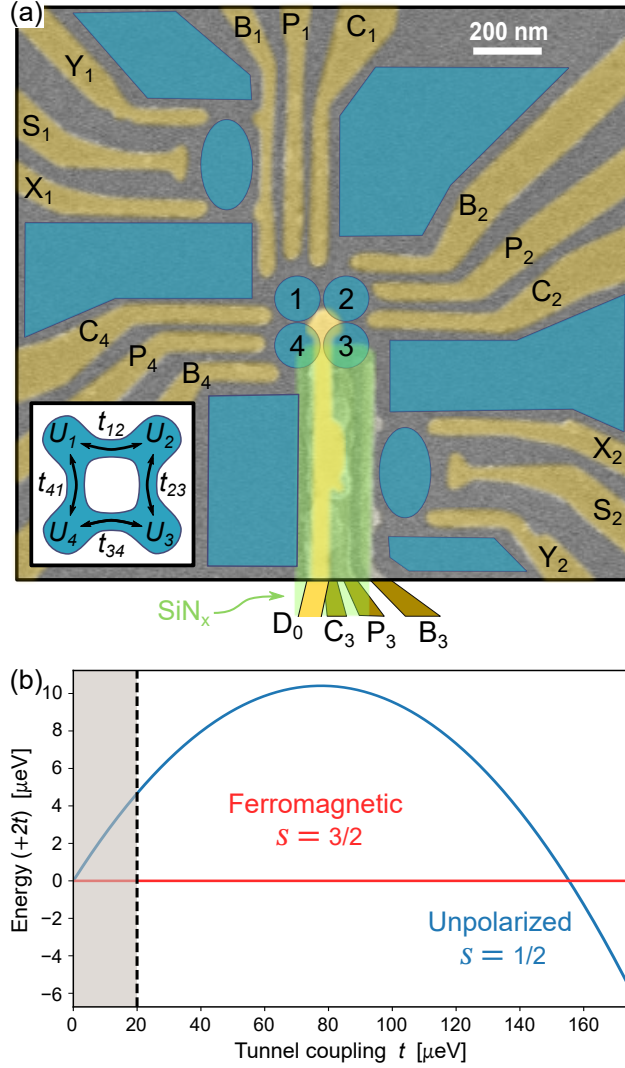 (a)
B₁ P₁ C₁
200 nm
Y₁
S₁
X₁
B₂
P₂
C₂
1 2
4 3
C₄
P₄
B₄
U₁ t₁₂ U₂
t₄₁ t₂₃
U₄ t₃₄ U₃
X₂
S₂
Y₂
SiNₓ
D₀ C₃ P₃ B₃
(b)
Energy (+2t) [μeV]
10
8
6
4
2
0
−2
−4
−6
Ferromagnetic
s = 3/2
Unpolarized
s = 1/2
0 20 40 60 80 100 120 140 160
Tunnel coupling t [μeV]